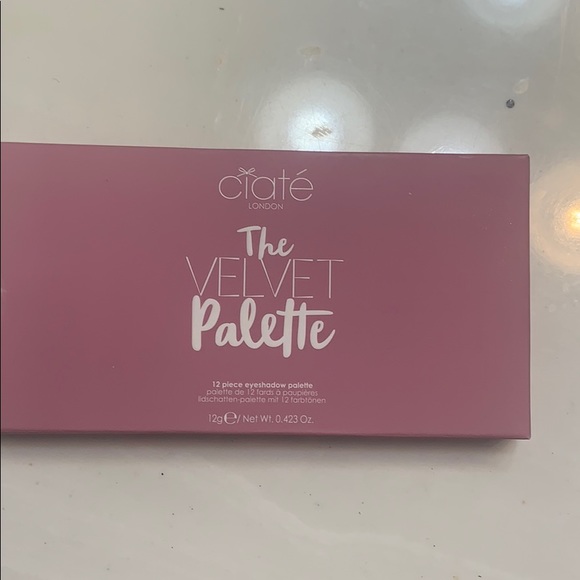 ciaté
LONDON
The
VELVET
Palette
12 piece eyeshadow palette
palette de 12 fards à paupières
lidschatten-palette mit 12 farbtönen
12g ℮ / Net Wt. 0.423 Oz.